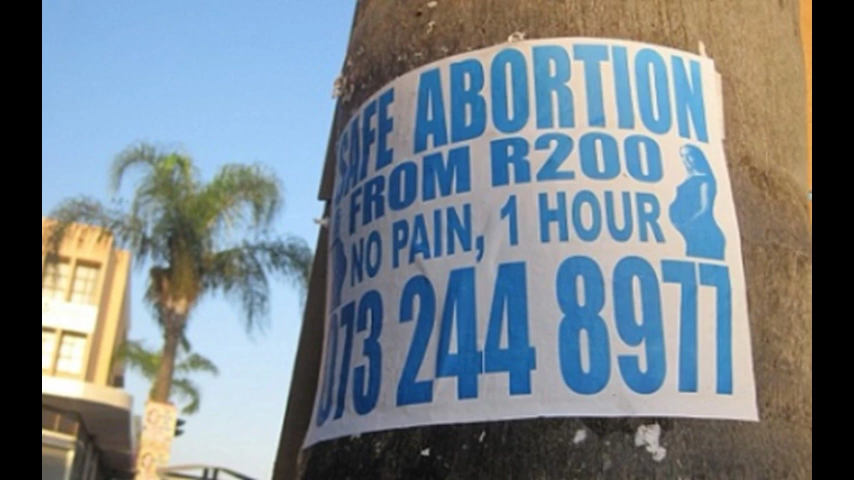 SAFE ABORTION
FROM R200
NO PAIN, 1 HOUR
073 244 8977